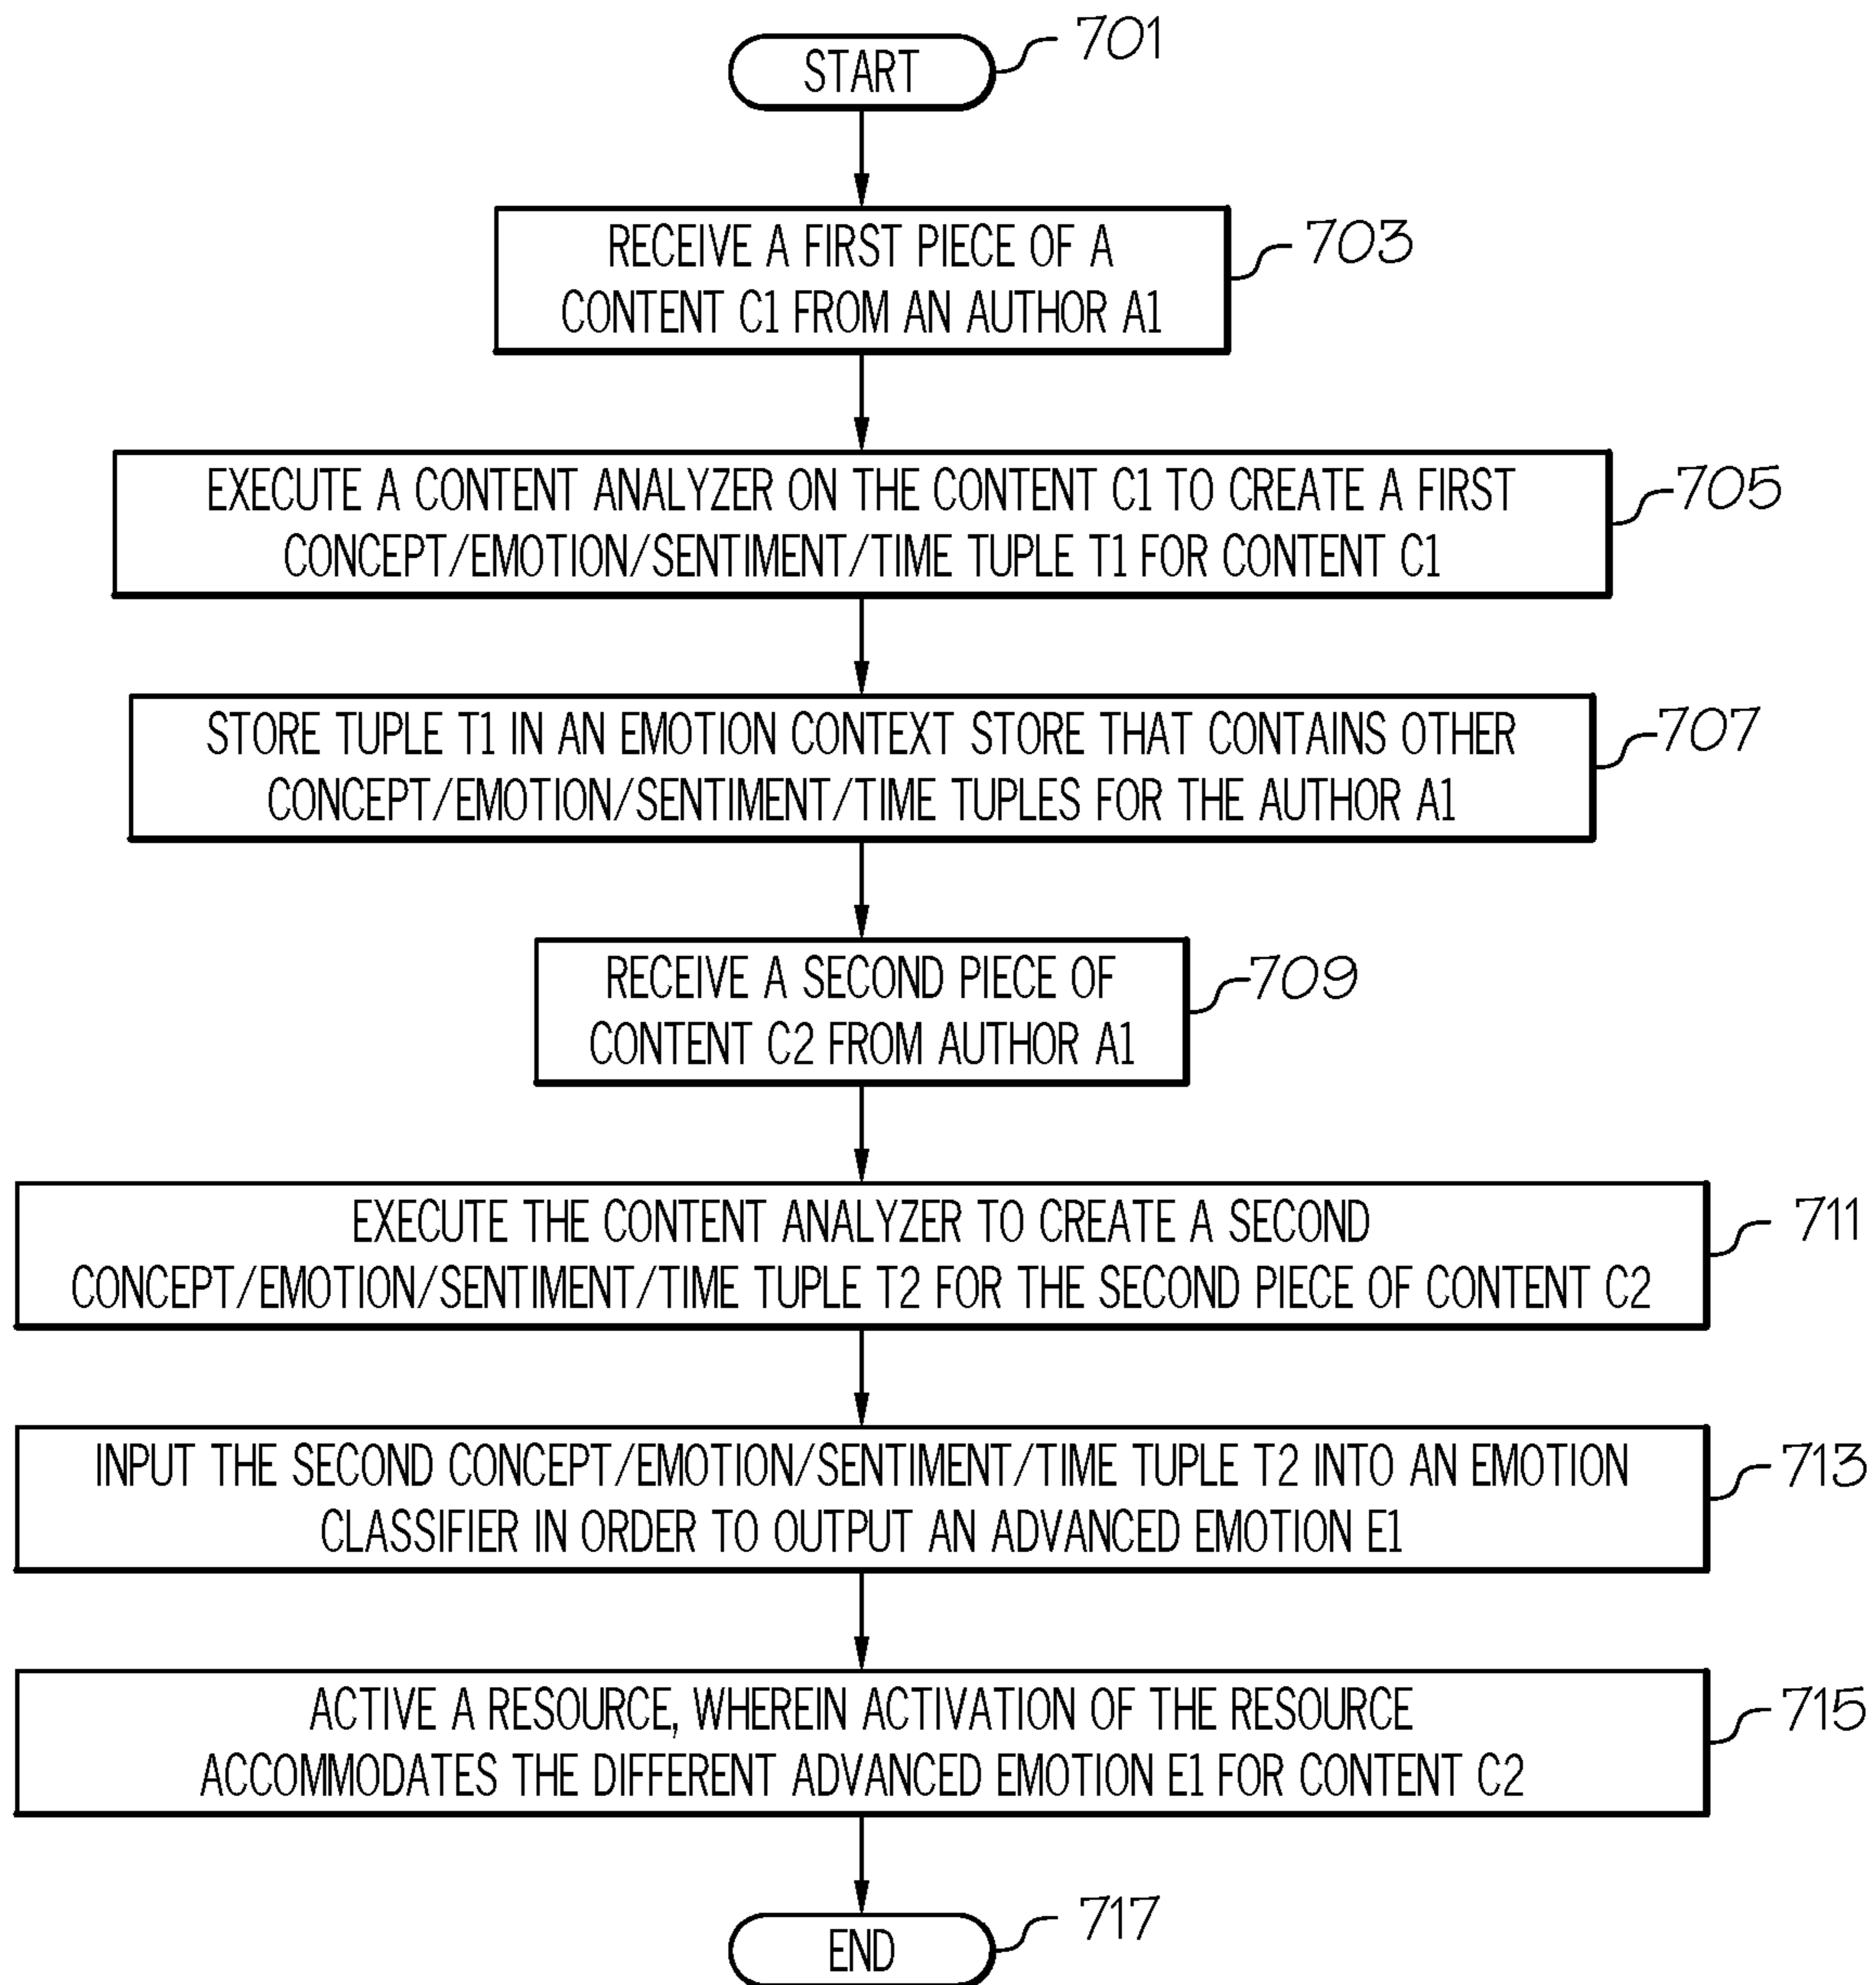 START
701
RECEIVE A FIRST PIECE OF A
CONTENT C1 FROM AN AUTHOR A1
703
EXECUTE A CONTENT ANALYZER ON THE CONTENT C1 TO CREATE A FIRST
CONCEPT/EMOTION/SENTIMENT/TIME TUPLE T1 FOR CONTENT C1
705
STORE TUPLE T1 IN AN EMOTION CONTEXT STORE THAT CONTAINS OTHER
CONCEPT/EMOTION/SENTIMENT/TIME TUPLES FOR THE AUTHOR A1
707
RECEIVE A SECOND PIECE OF
CONTENT C2 FROM AUTHOR A1
709
EXECUTE THE CONTENT ANALYZER TO CREATE A SECOND
CONCEPT/EMOTION/SENTIMENT/TIME TUPLE T2 FOR THE SECOND PIECE OF CONTENT C2
711
INPUT THE SECOND CONCEPT/EMOTION/SENTIMENT/TIME TUPLE T2 INTO AN EMOTION
CLASSIFIER IN ORDER TO OUTPUT AN ADVANCED EMOTION E1
713
ACTIVE A RESOURCE, WHEREIN ACTIVATION OF THE RESOURCE
ACCOMMODATES THE DIFFERENT ADVANCED EMOTION E1 FOR CONTENT C2
715
END
717